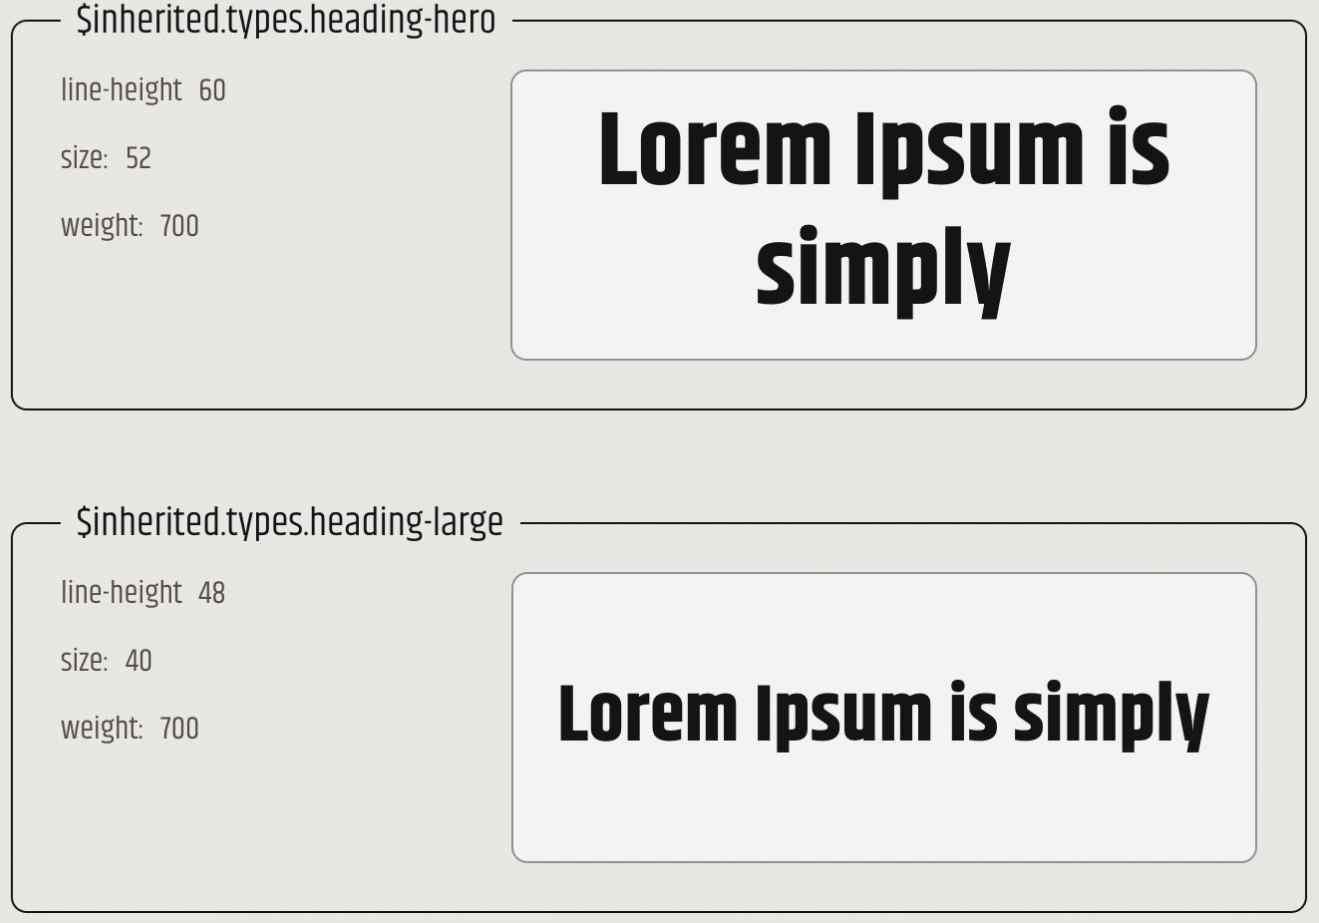 $inherited.types.heading-hero
line-height 60
size: 52
weight: 700
Lorem Ipsum is
simply
$inherited.types.heading-large
line-height 48
size: 40
weight: 700
Lorem Ipsum is simply